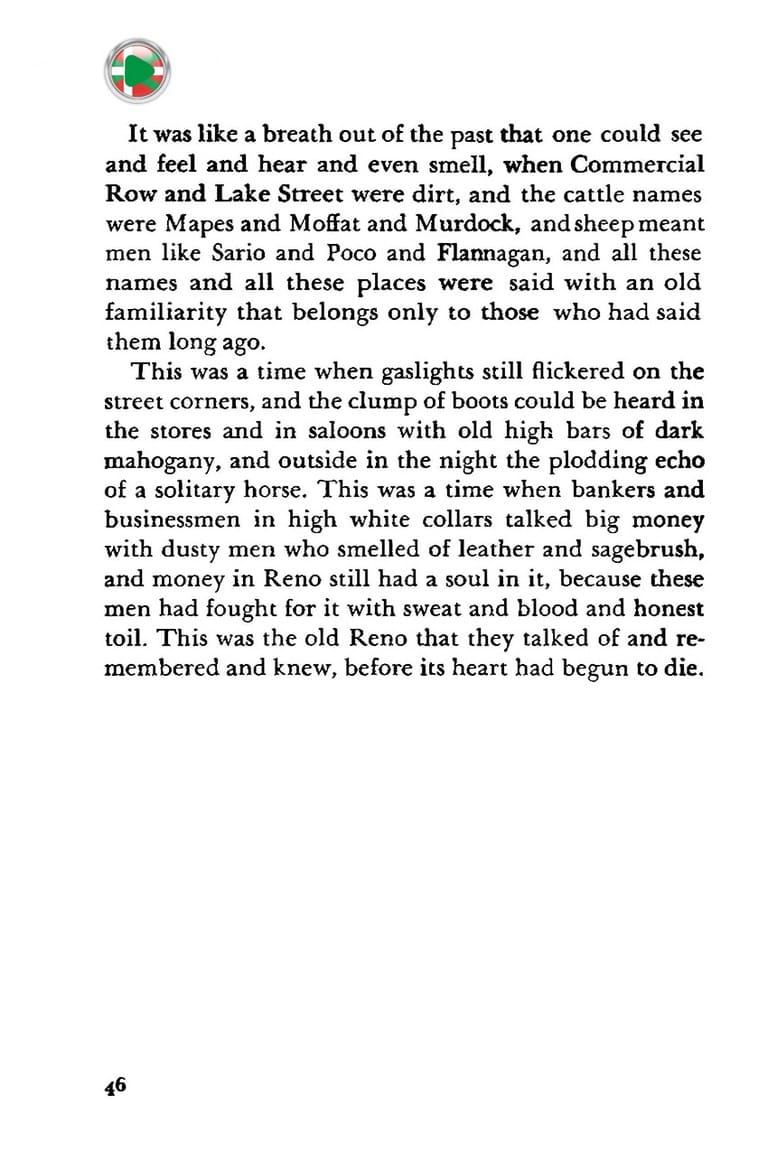 It was like a breath out of the past that one could see
and feel and hear and even smell, when Commercial
Row and Lake Street were dirt, and the cattle names
were Mapes and Moffat and Murdock, and sheep meant
men like Sario and Poco and Flannagan, and all these
names and all these places were said with an old
familiarity that belongs only to those who had said
them long ago.
This was a time when gaslights still flickered on the
street corners, and the clump of boots could be heard in
the stores and in saloons with old high bars of dark
mahogany, and outside in the night the plodding echo
of a solitary horse. This was a time when bankers and
businessmen in high white collars talked big money
with dusty men who smelled of leather and sagebrush,
and money in Reno still had a soul in it, because these
men had fought for it with sweat and blood and honest
toil. This was the old Reno that they talked of and re-
membered and knew, before its heart had begun to die.
46